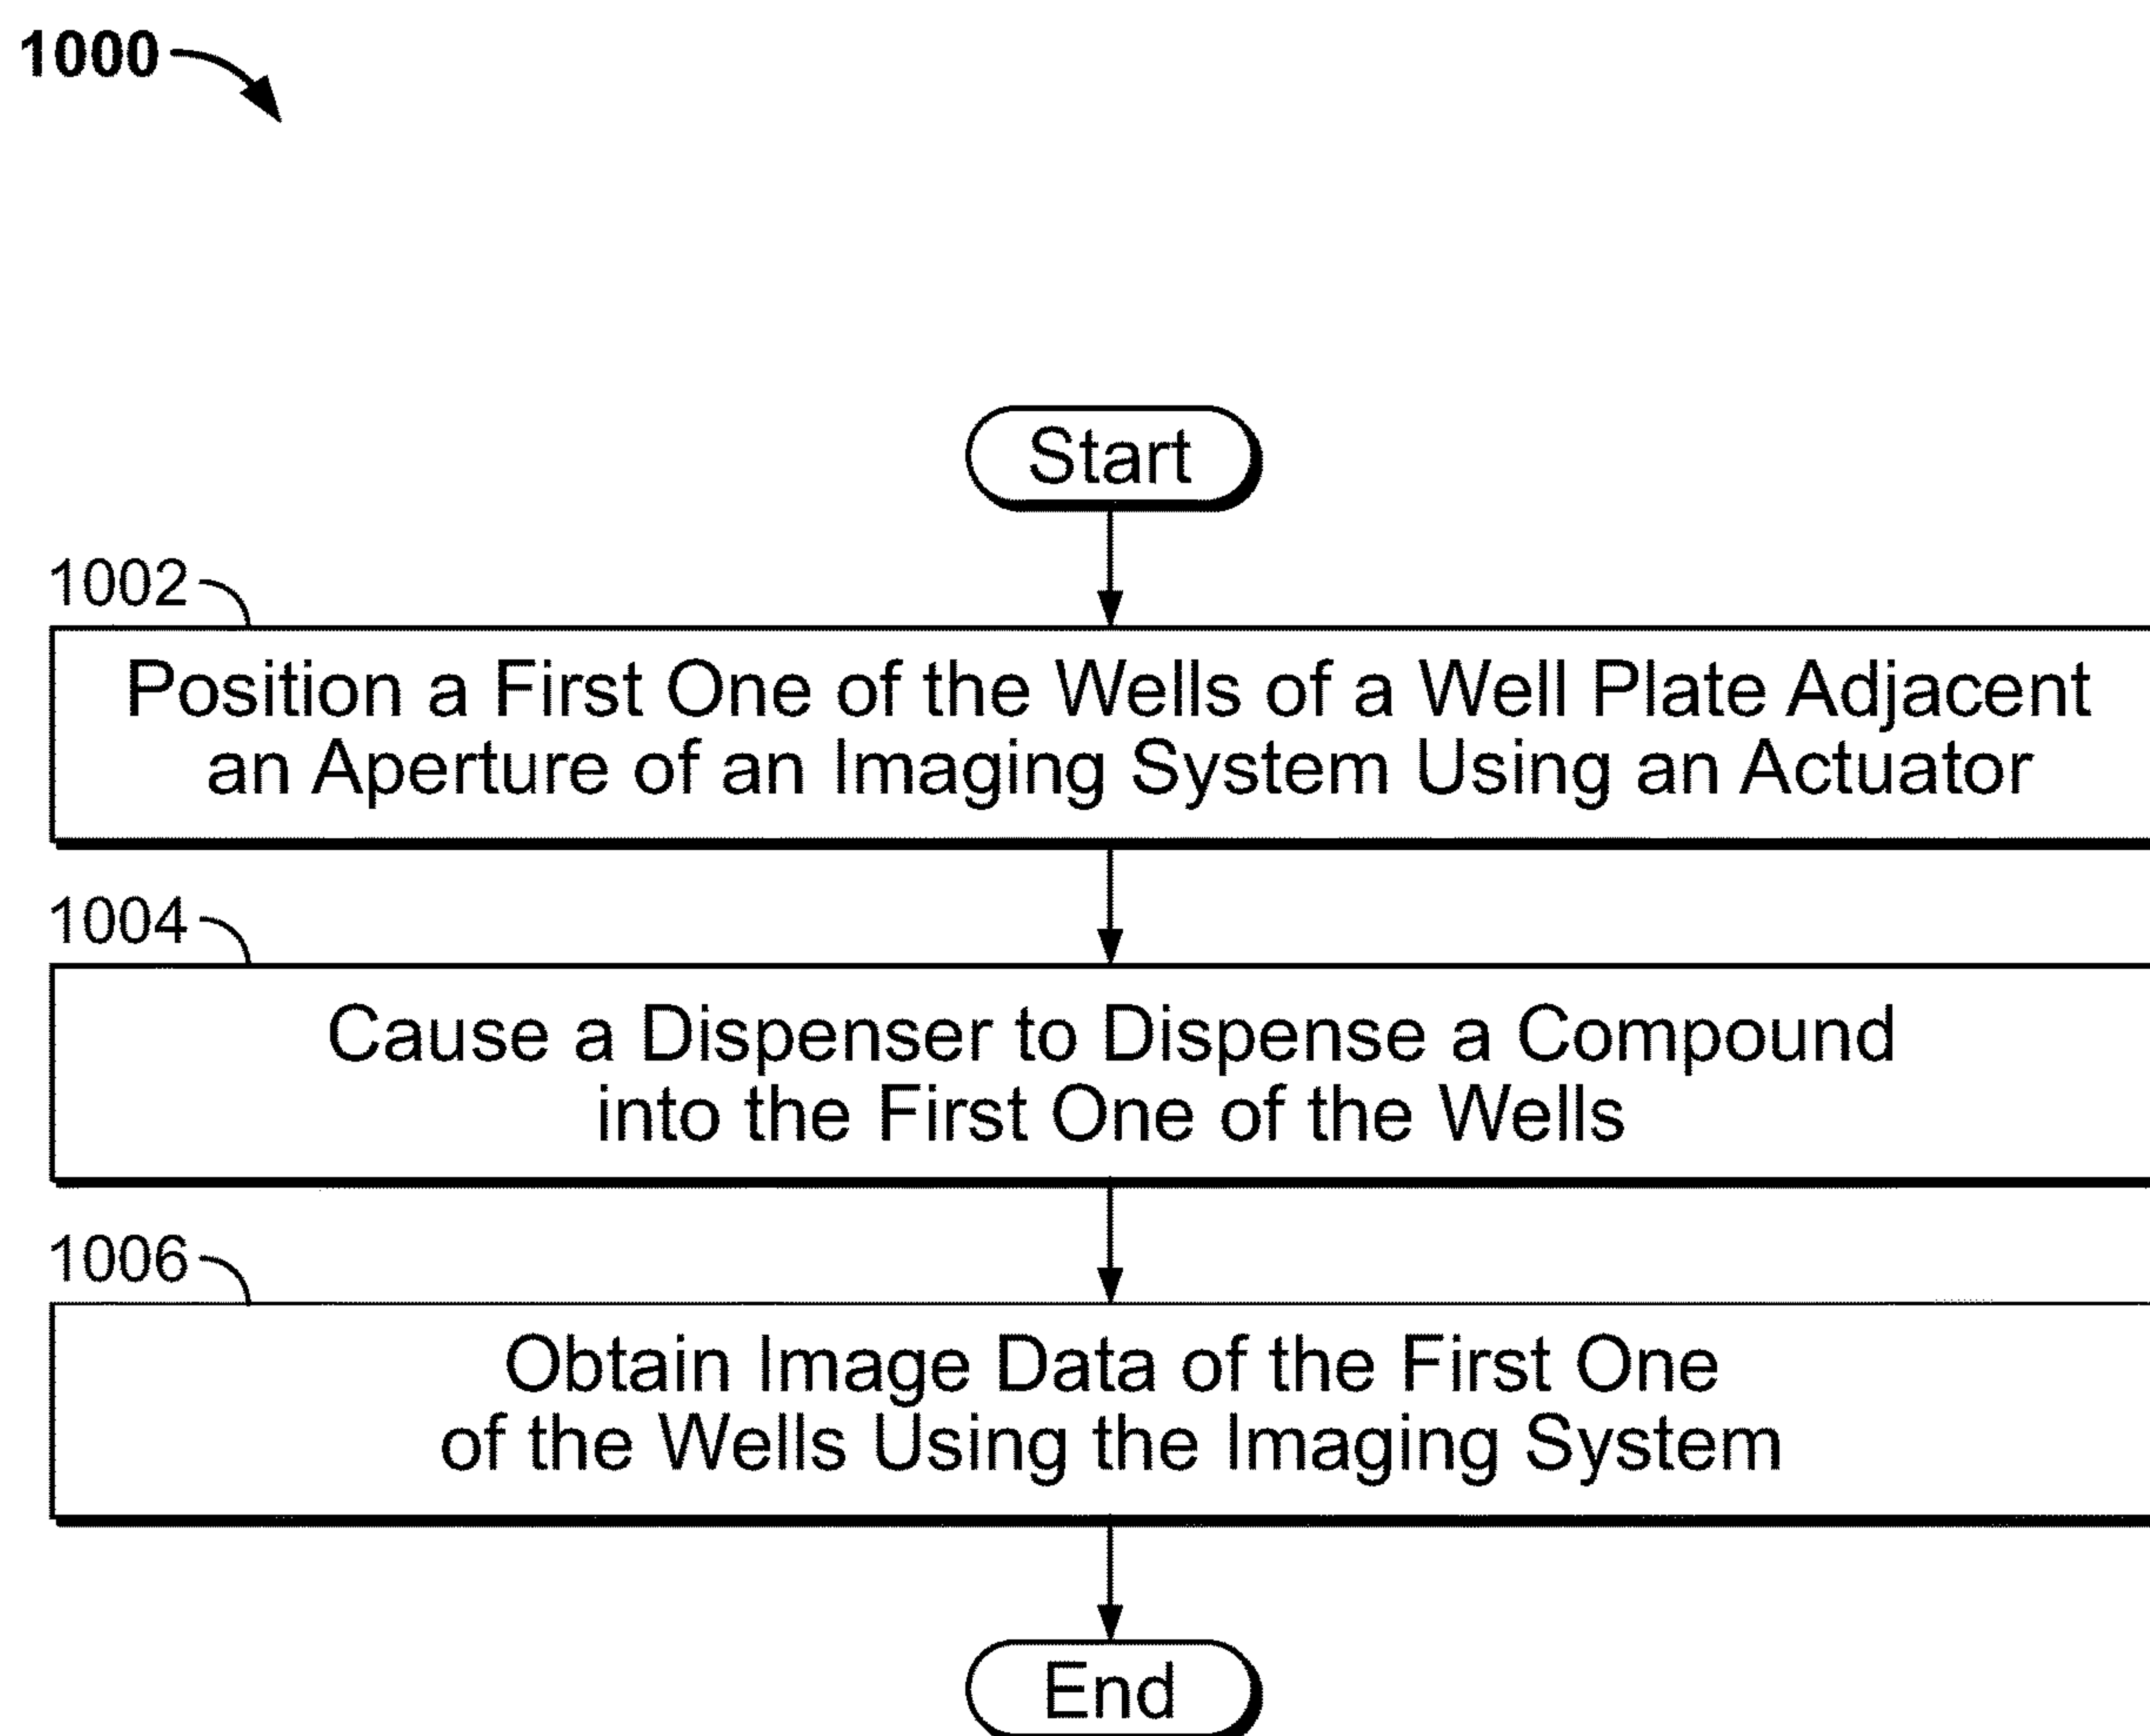 1000
Start
1002
Position a First One of the Wells of a Well Plate Adjacent
an Aperture of an Imaging System Using an Actuator
1004
Cause a Dispenser to Dispense a Compound
into the First One of the Wells
1006
Obtain Image Data of the First One
of the Wells Using the Imaging System
End